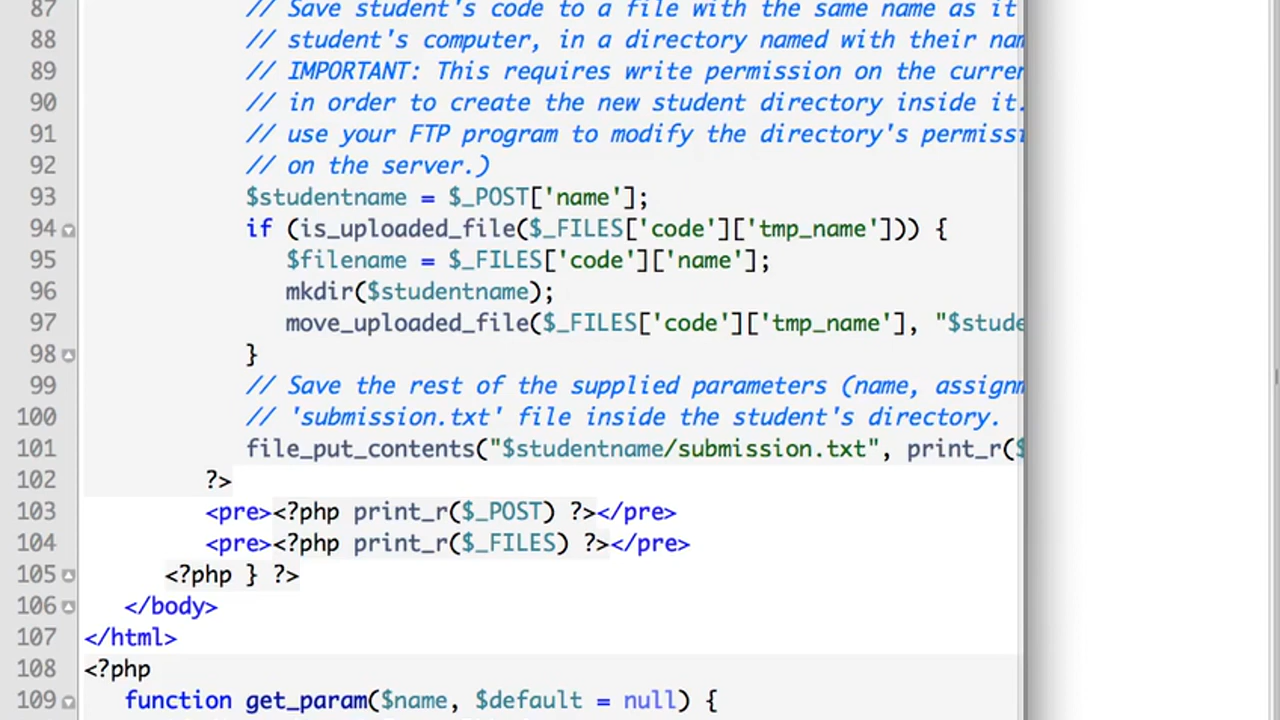 87 // Save student's code to a file with the same name as it
88 // student's computer, in a directory named with their
89 // IMPORTANT: This requires write permission on the
90 // in order to create the new student directory inside it.
91 // use your FTP program to modify the directory's
92 // on the server.)
93 $studentname = $_POST['name'];
94 if (is_uploaded_file($_FILES['code']['tmp_name'])) {
95 $filename = $_FILES['code']['name'];
96 mkdir($studentname);
97 move_uploaded_file($_FILES['code']['tmp_name'],
98 }
99 // Save the rest of the supplied parameters (name,
100 // 'submission.txt' file inside the student's directory.
101 file_put_contents("$studentname/submission.txt", print_r(
102 ?>
103 <pre><?php print_r($_POST) ?></pre>
104 <pre><?php print_r($_FILES) ?></pre>
105 <?php } ?>
106 </body>
107 </html>
108 <?php
109 function get_param($name, $default = null) {